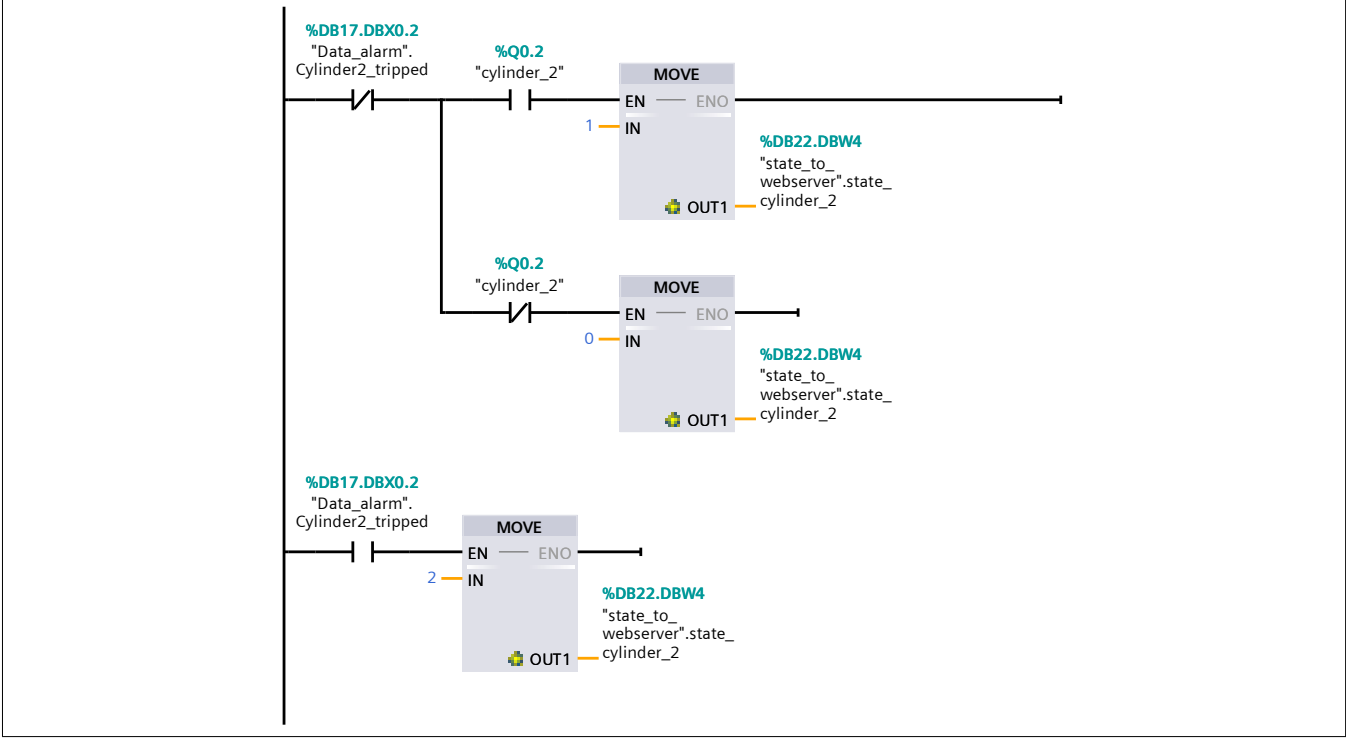 %DB17.DBX0.2
"Data_alarm".
Cylinder2_tripped
%Q0.2
"cylinder_2"
MOVE
EN
ENO
1
IN
%DB22.DBW4
"state_to_
webserver".state_
cylinder_2
OUT1
%Q0.2
"cylinder_2"
MOVE
EN
ENO
0
IN
%DB22.DBW4
"state_to_
webserver".state_
cylinder_2
OUT1
%DB17.DBX0.2
"Data_alarm".
Cylinder2_tripped
MOVE
EN
ENO
2
IN
%DB22.DBW4
"state_to_
webserver".state_
cylinder_2
OUT1